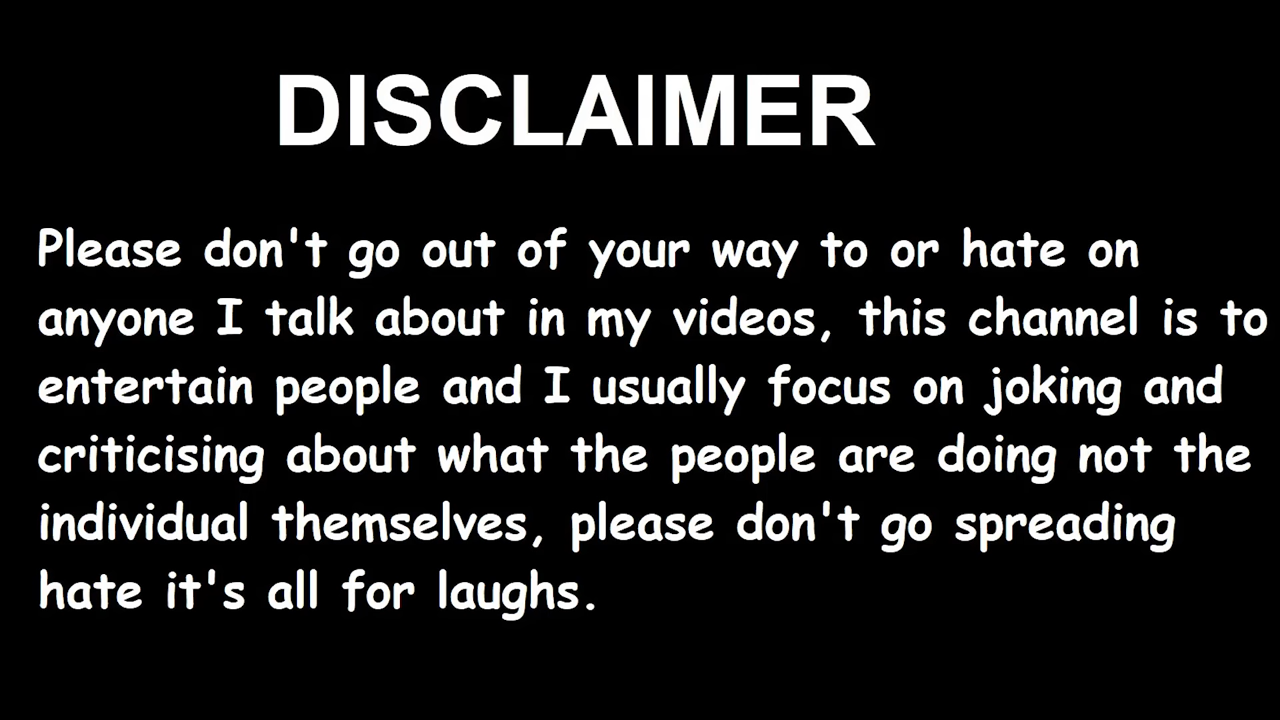 DISCLAIMER
Please don't go out of your way to or hate on
anyone I talk about in my videos, this channel is to
entertain people and I usually focus on joking and
criticising about what the people are doing not the
individual themselves, please don't go spreading
hate it's all for laughs.